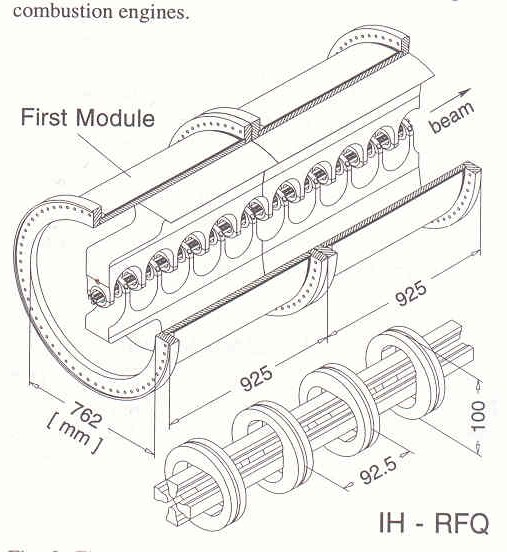 combustion engines.
First Module
beam
925
925
762
[ mm ]
100
92.5
IH - RFQ